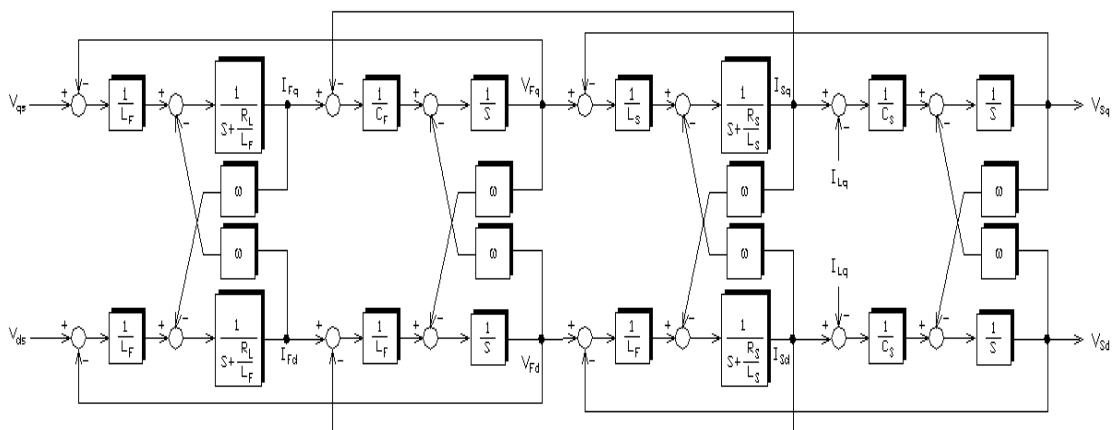 V_qs + - 1/L_F + - 1/(S+R_L/L_F) I_Fq + - 1/C_F + - 1/S V_Fq + - 1/L_S + - 1/(S+R_S/L_S) I_Sq + - 1/C_S + - 1/S V_Sq
I_Lq
ω ω ω ω
ω ω ω ω
I_Lq
V_ds + - 1/L_F + - 1/(S+R_L/L_F) I_Fd + - 1/L_F + - 1/S V_Fd + - 1/L_F + - 1/(S+R_S/L_S) I_Sd + - 1/C_S + - 1/S V_Sd